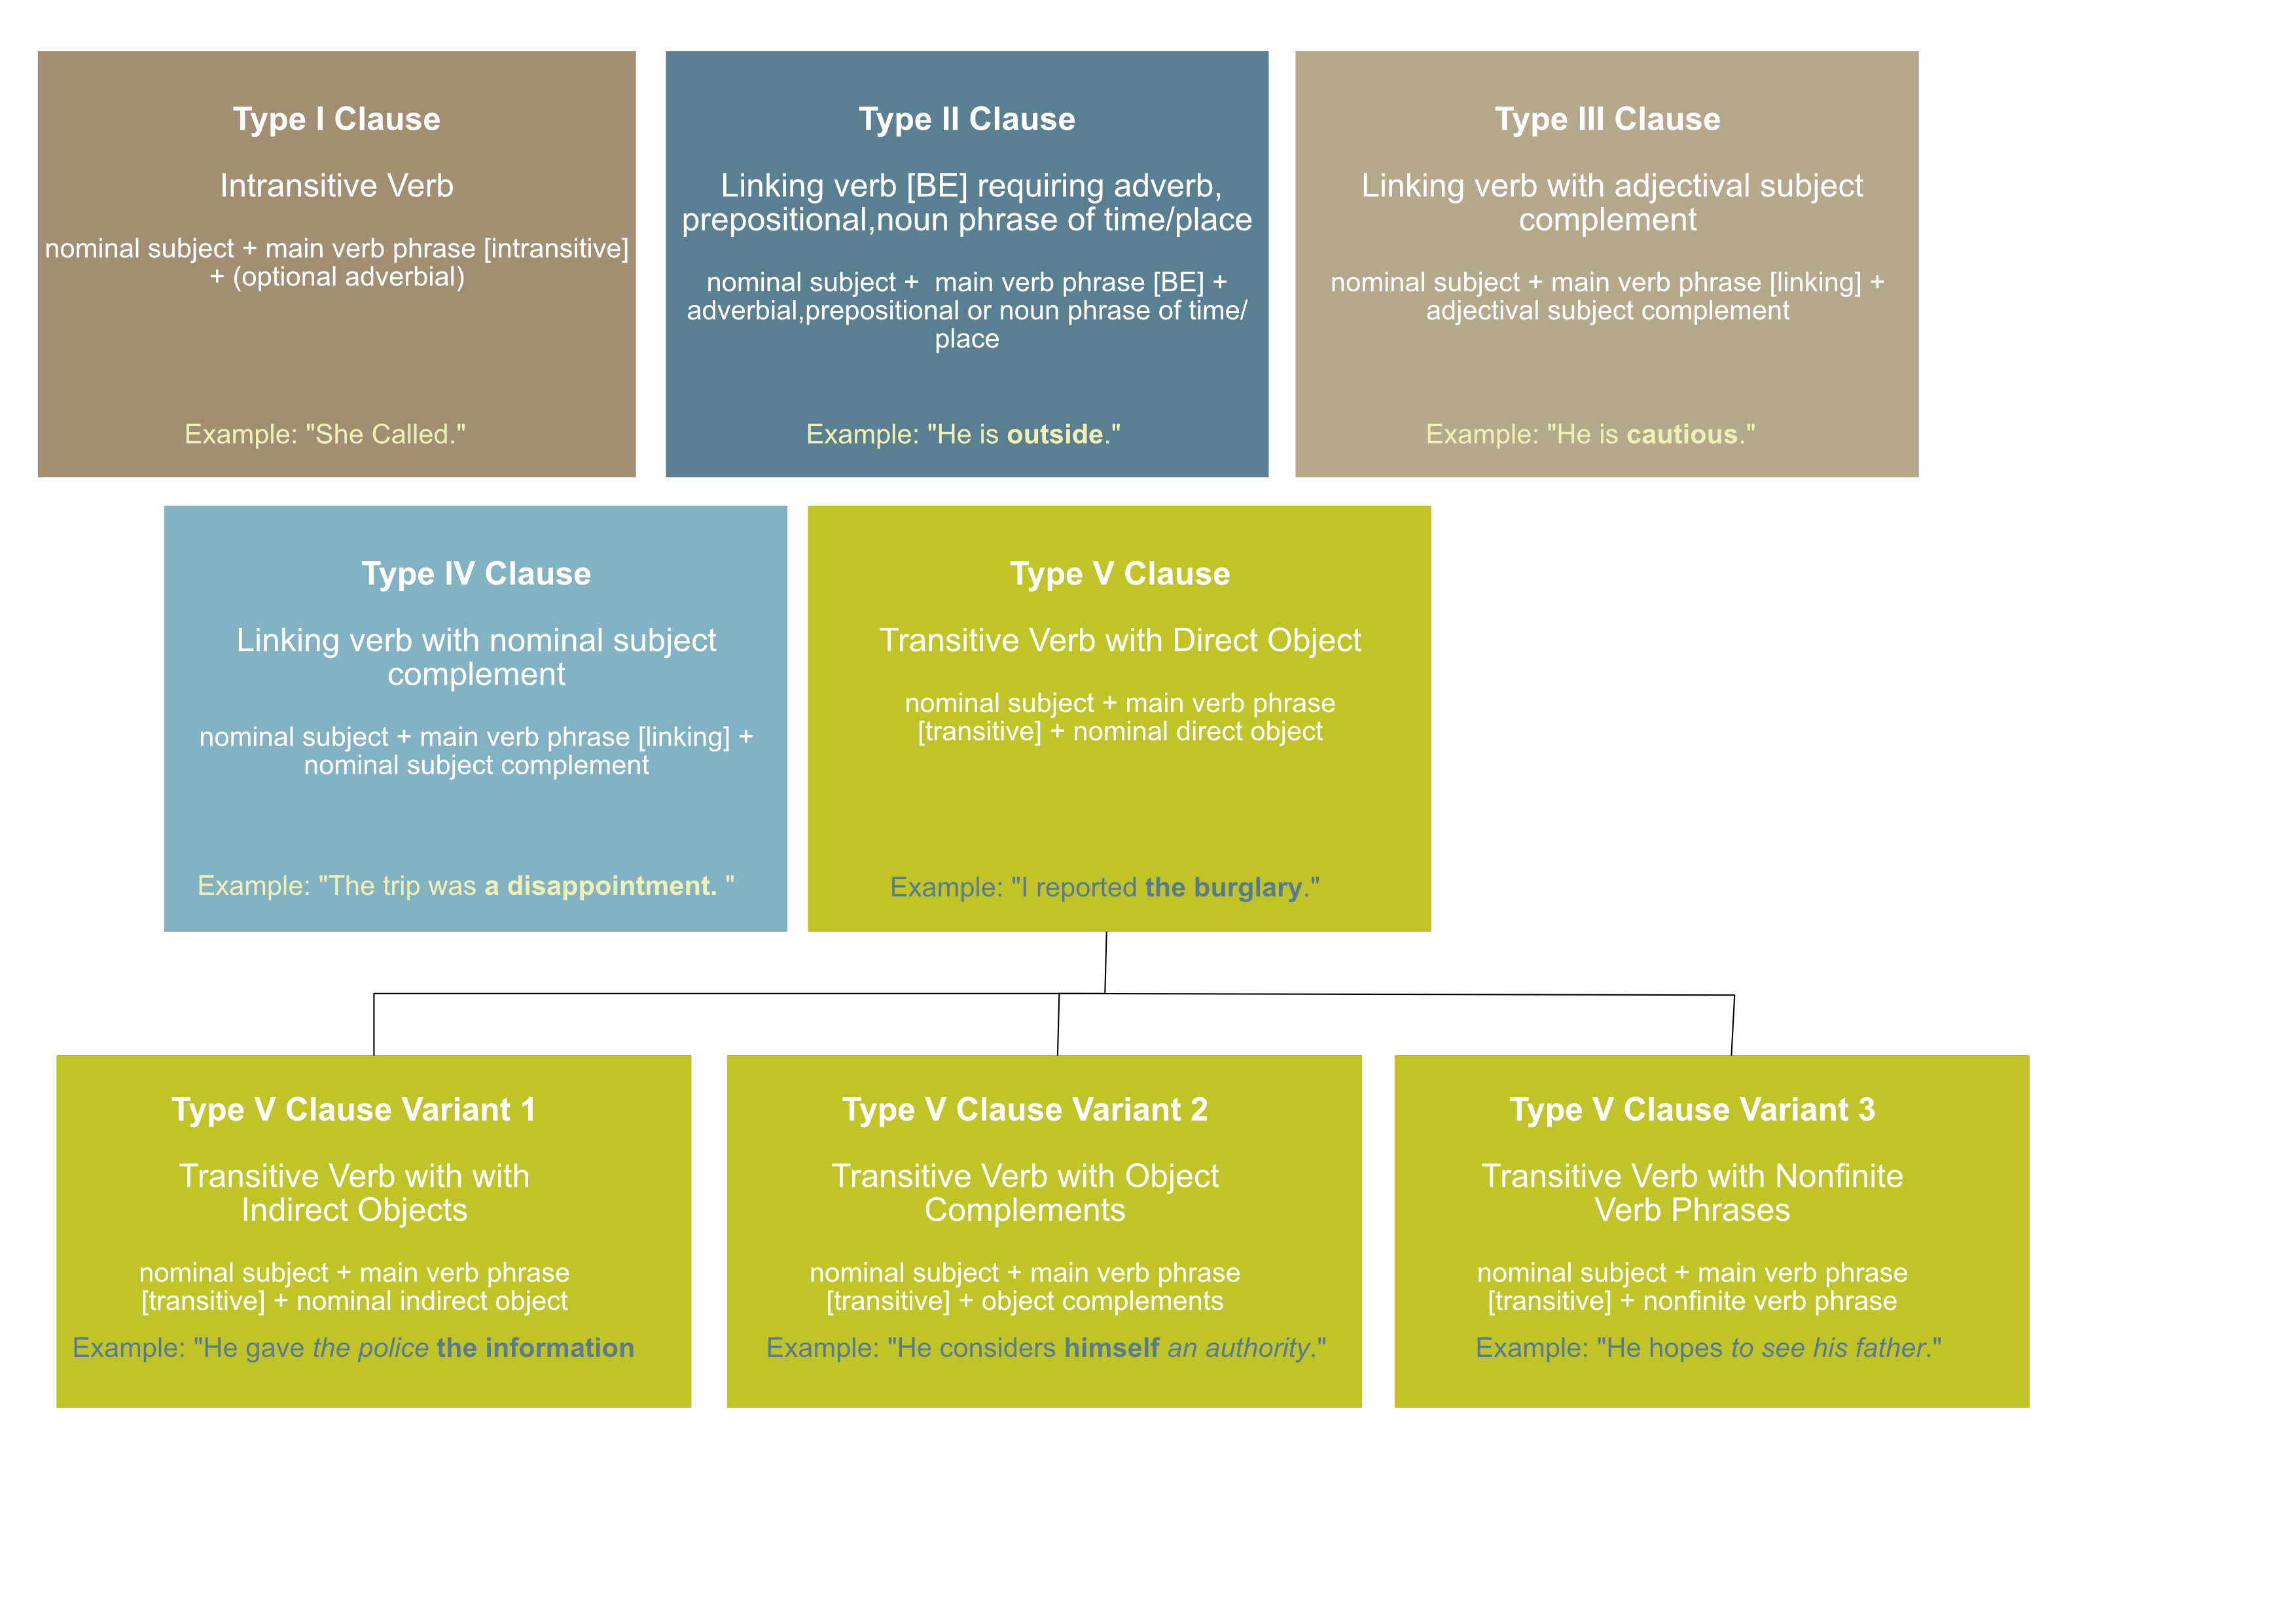 Type I Clause
Intransitive Verb
nominal subject + main verb phrase [intransitive]
+ (optional adverbial)
Example: "She Called."
Type II Clause
Linking verb [BE] requiring adverb,
prepositional,noun phrase of time/place
nominal subject +  main verb phrase [BE] +
adverbial,prepositional or noun phrase of time/
place
Example: "He is outside."
Type III Clause
Linking verb with adjectival subject
complement
nominal subject + main verb phrase [linking] +
adjectival subject complement
Example: "He is cautious."
Type IV Clause
Linking verb with nominal subject
complement
nominal subject + main verb phrase [linking] +
nominal subject complement
Example: "The trip was a disappointment. "
Type V Clause
Transitive Verb with Direct Object
nominal subject + main verb phrase
[transitive] + nominal direct object
Example: "I reported the burglary."
Type V Clause Variant 1
Transitive Verb with with
Indirect Objects
nominal subject + main verb phrase
[transitive] + nominal indirect object
Example: "He gave the police the information
Type V Clause Variant 2
Transitive Verb with Object
Complements
nominal subject + main verb phrase
[transitive] + object complements
Example: "He considers himself an authority."
Type V Clause Variant 3
Transitive Verb with Nonfinite
Verb Phrases
nominal subject + main verb phrase
[transitive] + nonfinite verb phrase
Example: "He hopes to see his father."